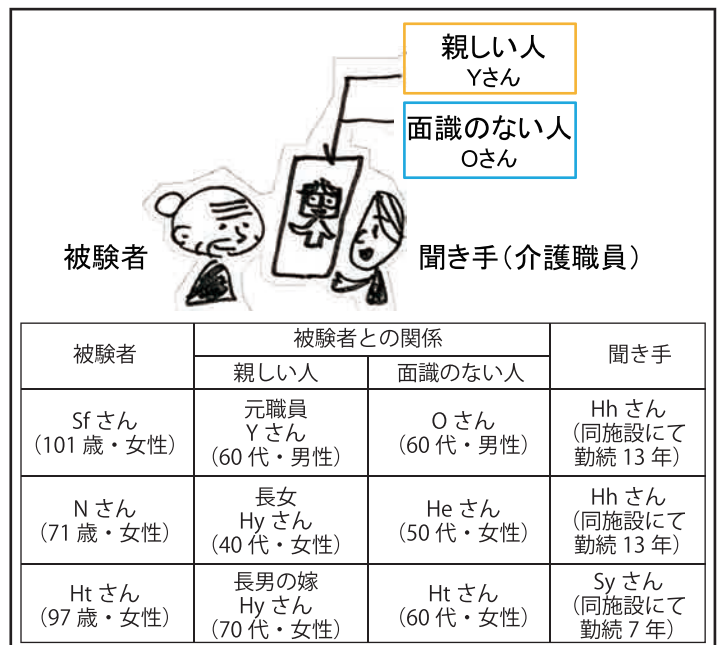 親しい人
Yさん
面識のない人
Oさん
被験者
聞き手（介護職員）
被験者
被験者との関係
聞き手
親しい人
面識のない人
Sf さん
（101 歳・女性）
元職員
Y さん
（60 代・男性）
O さん
（60 代・男性）
Hh さん
（同施設にて
勤続 13 年）
N さん
（71 歳・女性）
長女
Hy さん
（40 代・女性）
He さん
（50 代・女性）
Hh さん
（同施設にて
勤続 13 年）
Ht さん
（97 歳・女性）
長男の嫁
Hy さん
（70 代・女性）
Ht さん
（60 代・女性）
Sy さん
（同施設にて
勤続 7 年）